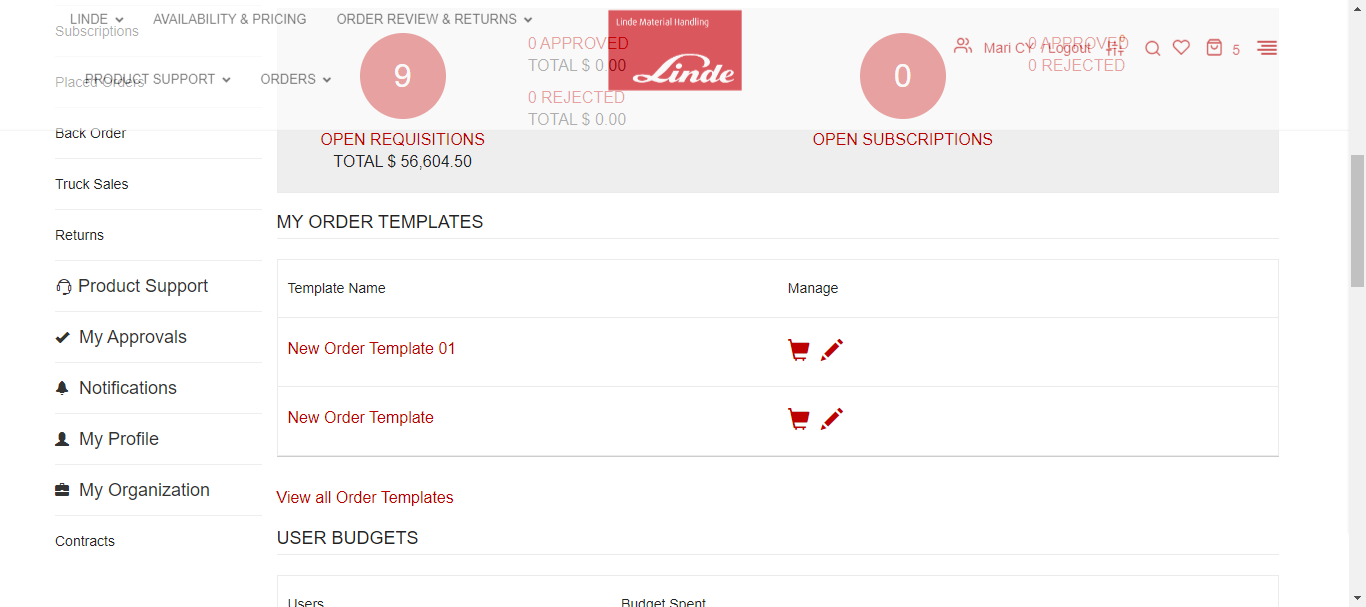 LINDE
AVAILABILITY & PRICING
ORDER REVIEW & RETURNS
PRODUCT SUPPORT
ORDERS
Linde Material Handling
Linde
Mari CY / Logout
0
5
Subscriptions
Placed Orders
Back Order
Truck Sales
Returns
Product Support
My Approvals
Notifications
My Profile
My Organization
Contracts
9
OPEN REQUISITIONS
TOTAL $ 56,604.50
0 APPROVED
TOTAL $ 0.00
0 REJECTED
TOTAL $ 0.00
0
OPEN SUBSCRIPTIONS
0 APPROVED
0 REJECTED
MY ORDER TEMPLATES
Template Name Manage
New Order Template 01
New Order Template
View all Order Templates
USER BUDGETS
Users Budget Spent